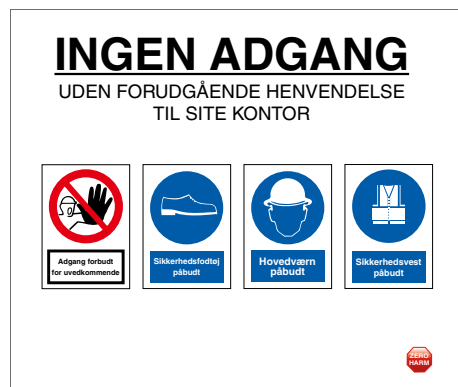 INGEN ADGANG
UDEN FORUDGÅENDE HENVENDELSE
TIL SITE KONTOR
Adgang forbudt
for uvedkommende
Sikkerhedsfodtøj
påbudt
Hovedværn
påbudt
Sikkerhedsvest
påbudt
ZERO
HARM